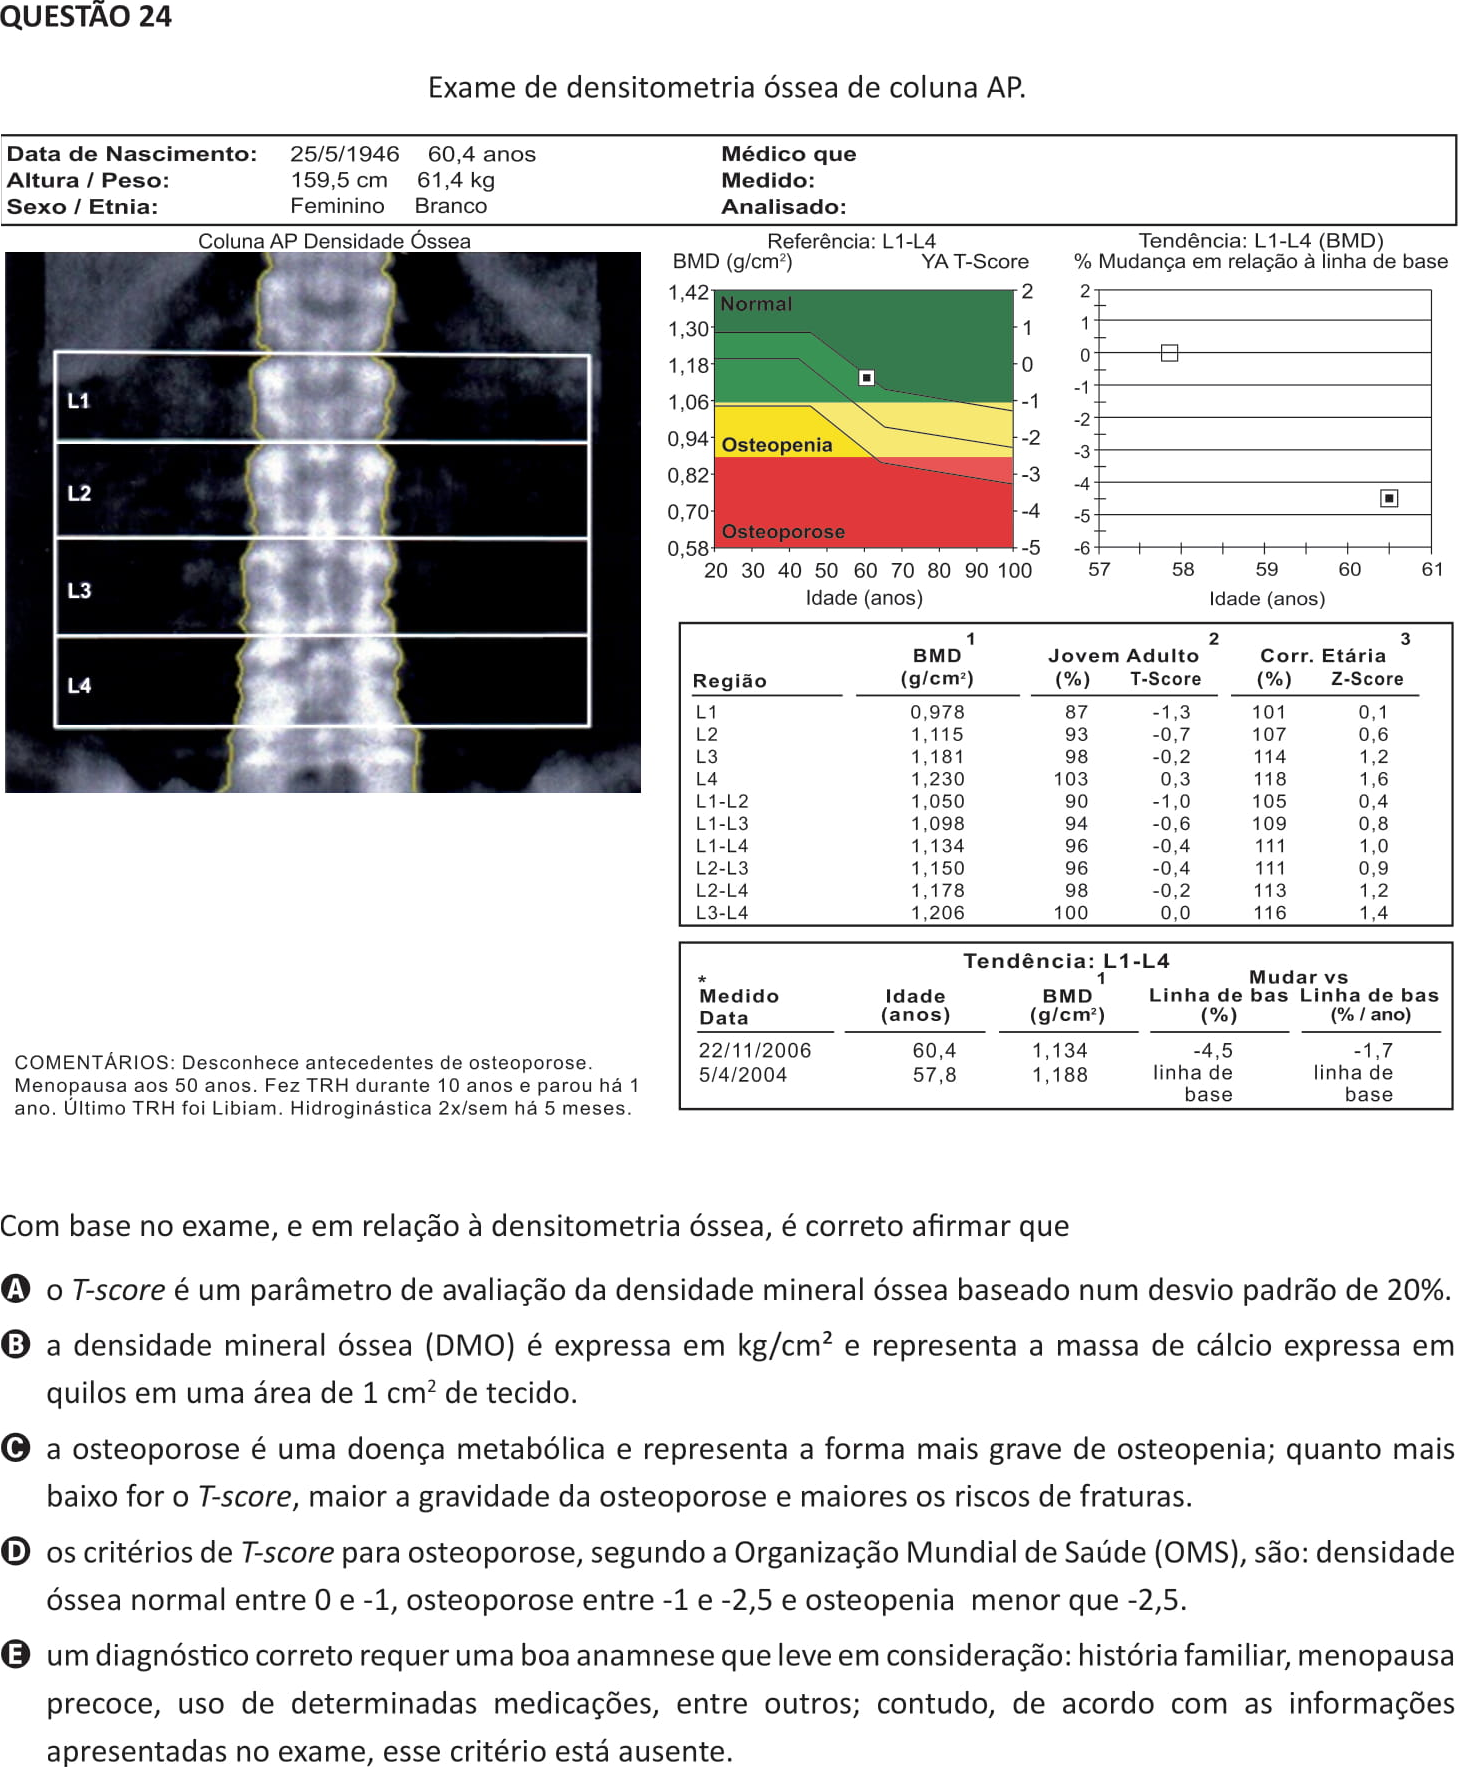 QUESTÃO 24
Exame de densitometria óssea de coluna AP.
Data de Nascimento: 25/5/1946 60,4 anos Médico que
Altura / Peso: 159,5 cm 61,4 kg Medido:
Sexo / Etnia: Feminino Branco Analisado:
Coluna AP Densidade Óssea
L1
L2
L3
L4
Referência: L1-L4
BMD (g/cm²) YA T-Score
1,42 Normal 2
1,30 1
1,18 0
1,06 -1
0,94 Osteopenia -2
0,82 -3
0,70 -4
Osteoporose
0,58 -5
20 30 40 50 60 70 80 90 100
Idade (anos)
Tendência: L1-L4 (BMD)
% Mudança em relação à linha de base
2
1
0
-1
-2
-3
-4
-5
-6
57 58 59 60 61
Idade (anos)
BMD 1 Jovem Adulto 2 Corr. Etária 3
Região (g/cm²) (%) T-Score (%) Z-Score
L1 0,978 87 -1,3 101 0,1
L2 1,115 93 -0,7 107 0,6
L3 1,181 98 -0,2 114 1,2
L4 1,230 103 0,3 118 1,6
L1-L2 1,050 90 -1,0 105 0,4
L1-L3 1,098 94 -0,6 109 0,8
L1-L4 1,134 96 -0,4 111 1,0
L2-L3 1,150 96 -0,4 111 0,9
L2-L4 1,178 98 -0,2 113 1,2
L3-L4 1,206 100 0,0 116 1,4
Tendência: L1-L4
* 1 Mudar vs
Medido Idade BMD Linha de bas Linha de bas
Data (anos) (g/cm²) (%) (% / ano)
22/11/2006 60,4 1,134 -4,5 -1,7
5/4/2004 57,8 1,188 linha de linha de
base base
COMENTÁRIOS: Desconhece antecedentes de osteoporose.
Menopausa aos 50 anos. Fez TRH durante 10 anos e parou há 1
ano. Último TRH foi Libiam. Hidroginástica 2x/sem há 5 meses.
Com base no exame, e em relação à densitometria óssea, é correto afirmar que
A o T-score é um parâmetro de avaliação da densidade mineral óssea baseado num desvio padrão de 20%.
B a densidade mineral óssea (DMO) é expressa em kg/cm² e representa a massa de cálcio expressa em
quilos em uma área de 1 cm² de tecido.
C a osteoporose é uma doença metabólica e representa a forma mais grave de osteopenia; quanto mais
baixo for o T-score, maior a gravidade da osteoporose e maiores os riscos de fraturas.
D os critérios de T-score para osteoporose, segundo a Organização Mundial de Saúde (OMS), são: densidade
óssea normal entre 0 e -1, osteoporose entre -1 e -2,5 e osteopenia menor que -2,5.
E um diagnóstico correto requer uma boa anamnese que leve em consideração: história familiar, menopausa
precoce, uso de determinadas medicações, entre outros; contudo, de acordo com as informações
apresentadas no exame, esse critério está ausente.